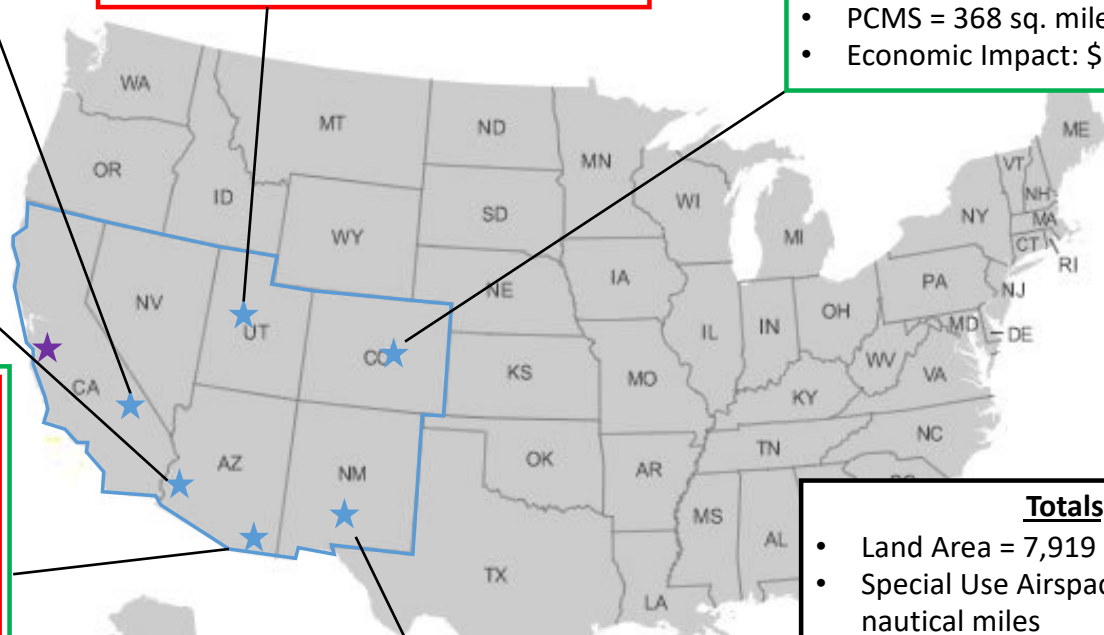 • PCMS = 368 sq. mile
• Economic Impact: $
WA
MT
ND
MN
ME
OR
ID
SD
WI
VT
NH
WY
MI
NY
MA
CT
RI
NE
IA
PA
NJ
NV
UT
IL
IN
OH
MD
DE
CO
WV
CA
KS
MO
KY
VA
AZ
NM
OK
AR
TN
NC
MS
AL
TX
LA
Totals
• Land Area = 7,919
• Special Use Airspac
nautical miles